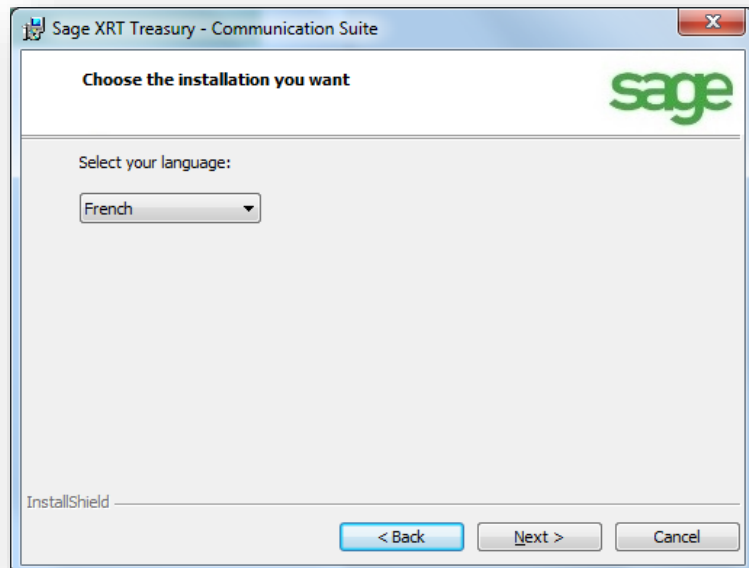 Sage XRT Treasury - Communication Suite
Choose the installation you want
sage
Select your language:
French
InstallShield
< Back Next > Cancel